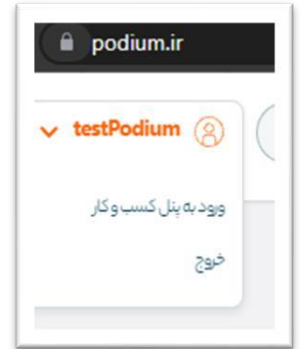 podium.ir
testPodium
ورود به پنل کسب و کار
خروج